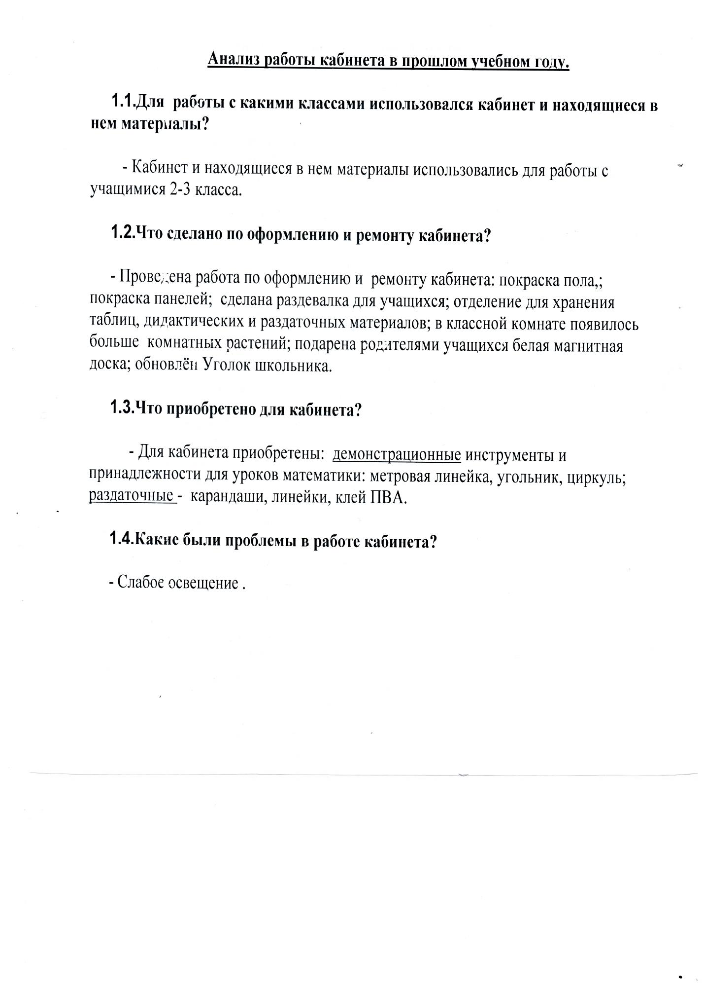 Анализ работы кабинета в прошлом учебном году.
1.1.Для работы с какими классами использовался кабинет и находящиеся в
нем материалы?
- Кабинет и находящиеся в нем материалы использовались для работы с
учащимися 2-3 класса.
1.2.Что сделано по оформлению и ремонту кабинета?
- Проведена работа по оформлению и ремонту кабинета: покраска пола,;
покраска панелей; сделана раздевалка для учащихся; отделение для хранения
таблиц, дидактических и раздаточных материалов; в классной комнате появилось
больше комнатных растений; подарена родителями учащихся белая магнитная
доска; обновлён Уголок школьника.
1.3.Что приобретено для кабинета?
- Для кабинета приобретены: демонстрационные инструменты и
принадлежности для уроков математики: метровая линейка, угольник, циркуль;
раздаточные - карандаши, линейки, клей ПВА.
1.4.Какие были проблемы в работе кабинета?
- Слабое освещение .